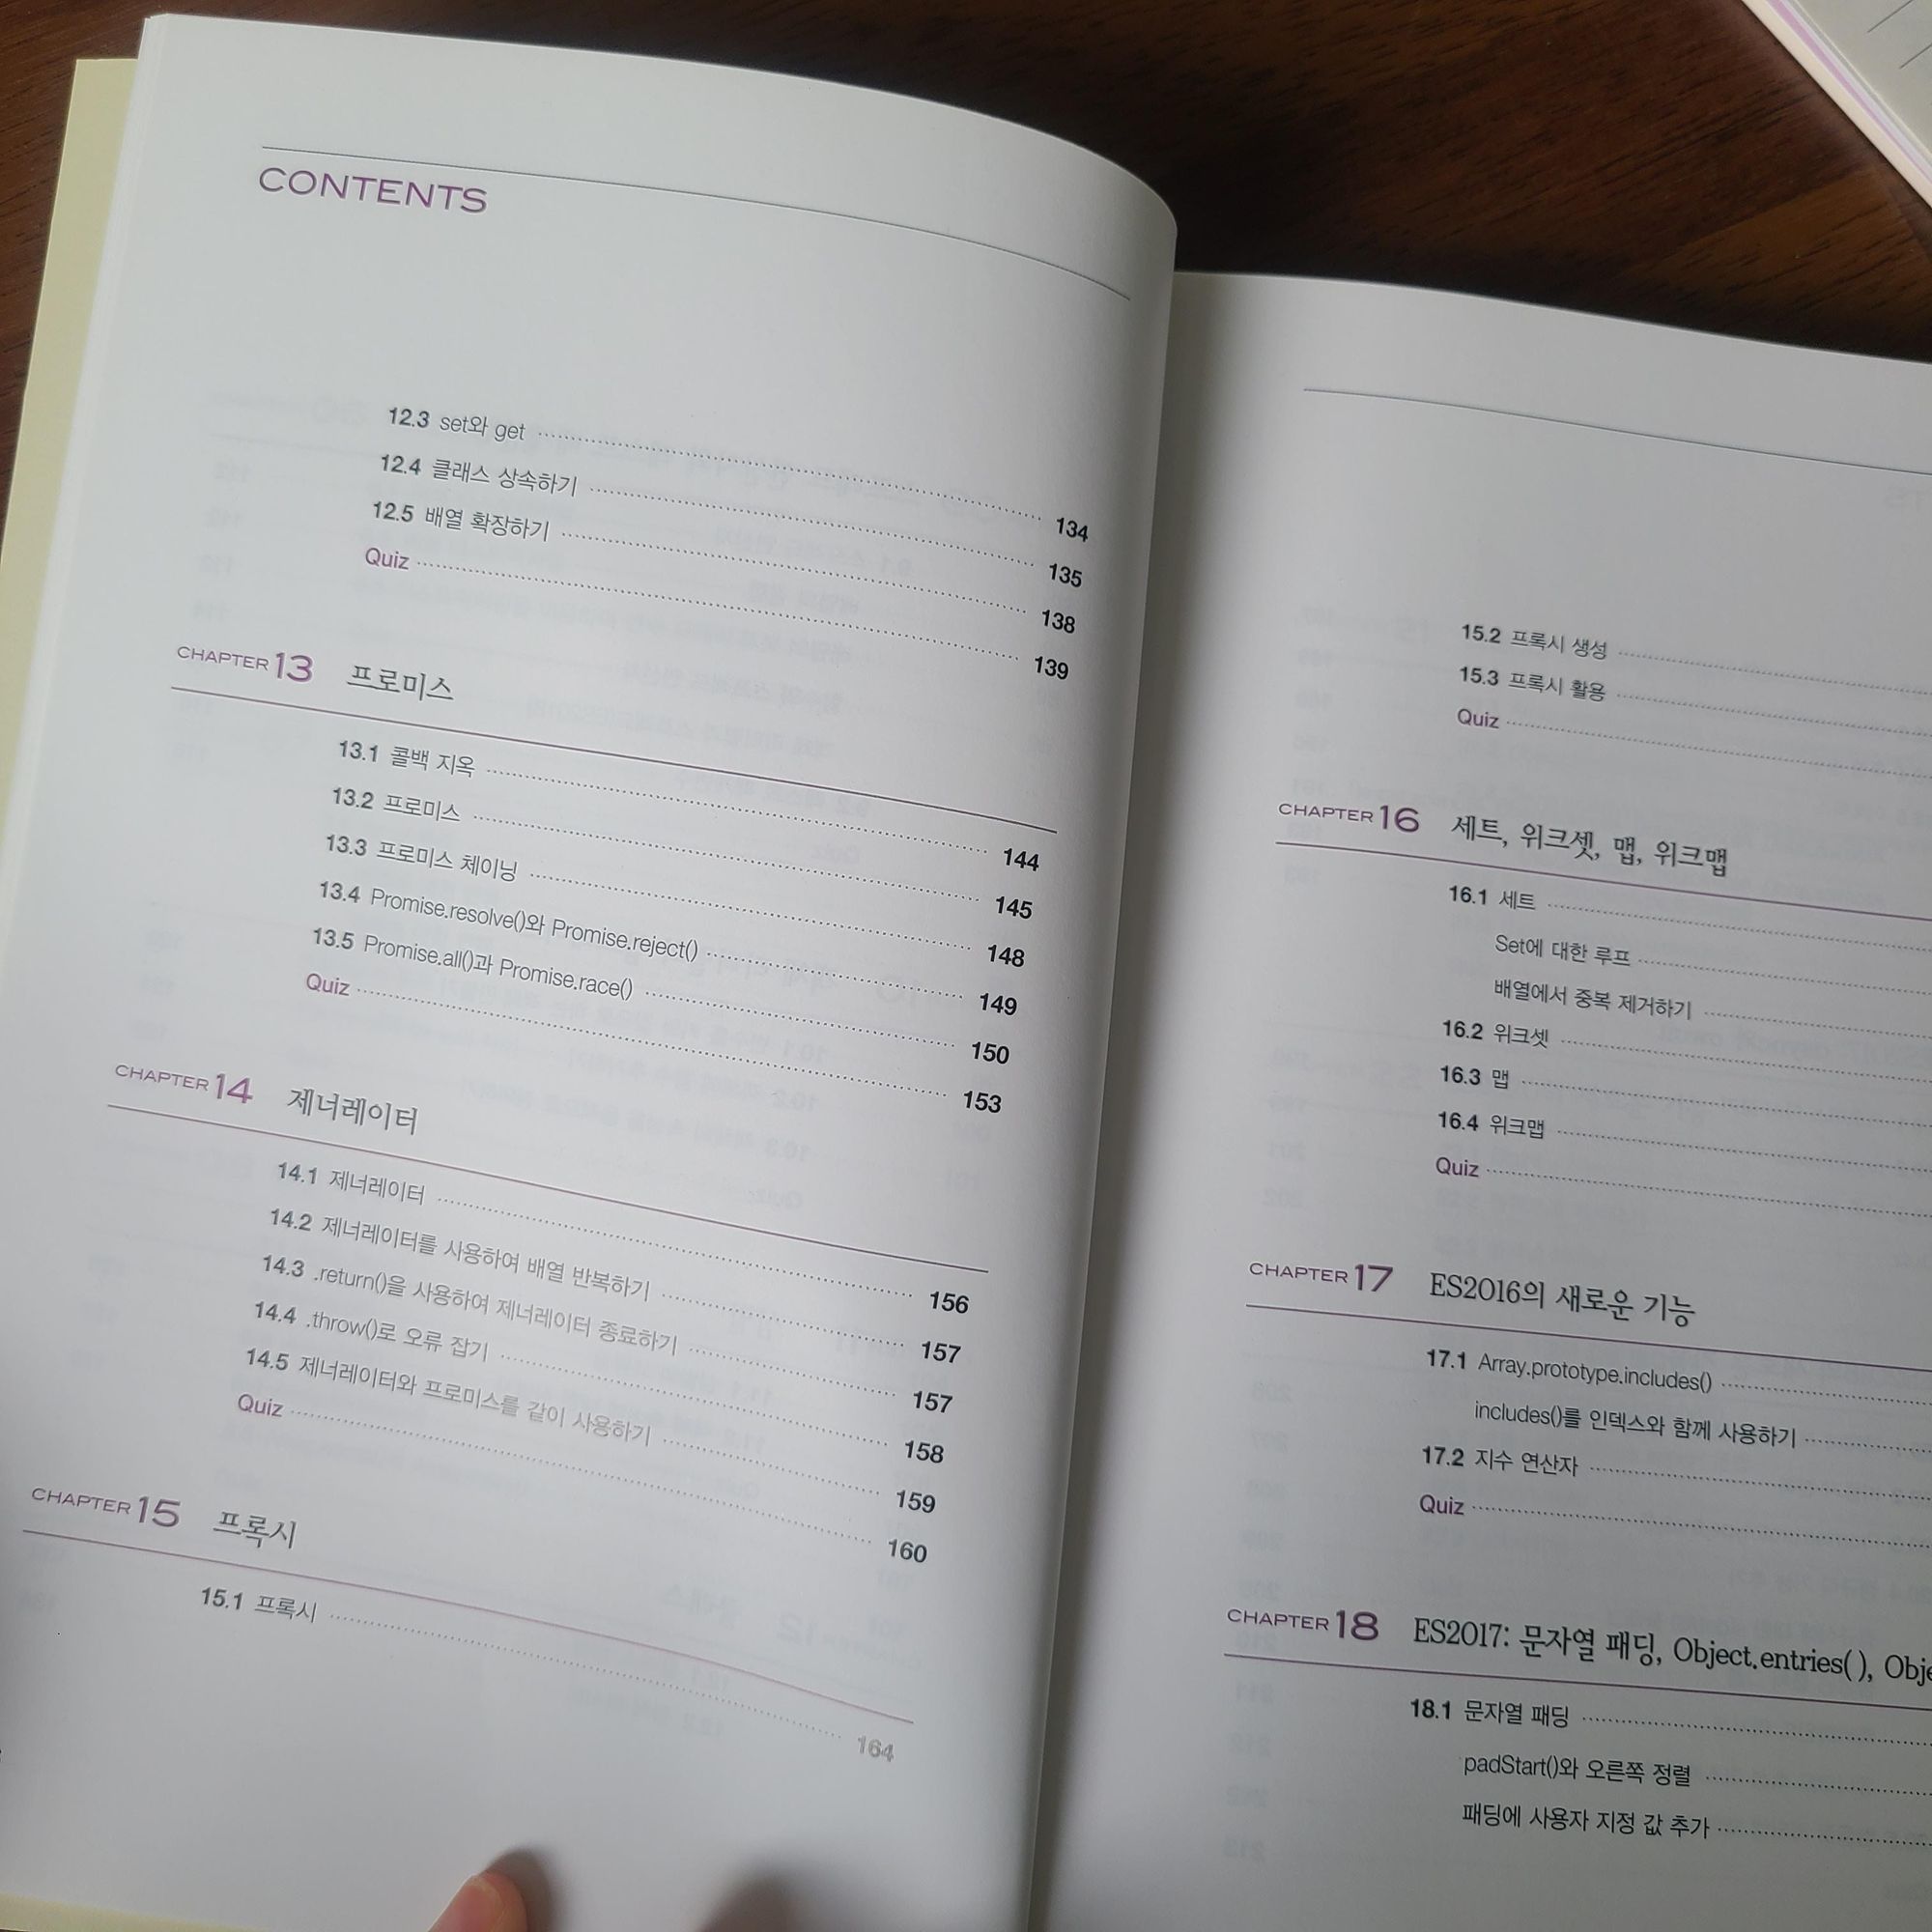 CONTENTS
12.3 set와 get 134
12.4 클래스 상속하기 135
12.5 배열 확장하기 138
Quiz 139
CHAPTER 13 프로미스
13.1 콜백 지옥 144
13.2 프로미스 145
13.3 프로미스 체이닝 148
13.4 Promise.resolve()와 Promise.reject() 149
13.5 Promise.all()과 Promise.race() 150
Quiz 153
CHAPTER 14 제너레이터
14.1 제너레이터 156
14.2 제너레이터를 사용하여 배열 반복하기 157
14.3 .return()을 사용하여 제너레이터 종료하기 157
14.4 .throw()로 오류 잡기 158
14.5 제너레이터와 프로미스를 같이 사용하기 159
Quiz 160
CHAPTER 15 프록시
15.1 프록시 164
15.2 프록시 생성
15.3 프록시 활용
Quiz
CHAPTER 16 세트, 위크셋, 맵, 위크맵
16.1 세트
Set에 대한 루프
배열에서 중복 제거하기
16.2 위크셋
16.3 맵
16.4 위크맵
Quiz
CHAPTER 17 ES2016의 새로운 기능
17.1 Array.prototype.includes()
includes()를 인덱스와 함께 사용하기
17.2 지수 연산자
Quiz
CHAPTER 18 ES2017: 문자열 패딩, Object.entries( ), Obje
18.1 문자열 패딩
padStart()와 오른쪽 정렬
패딩에 사용자 지정 값 추가